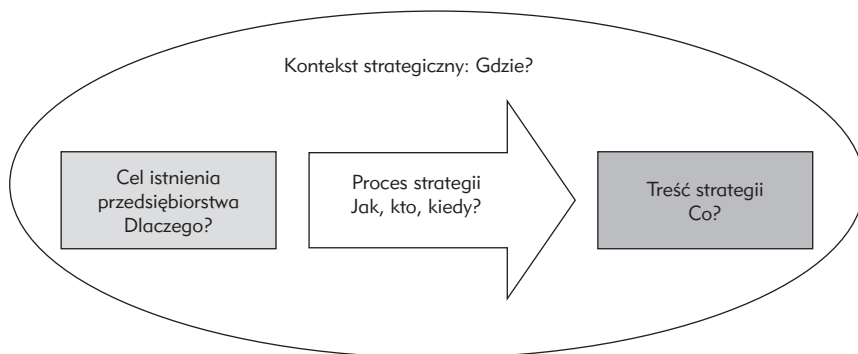 Kontekst strategiczny: Gdzie?
Cel istnienia
przedsiębiorstwa
Dlaczego?
Proces strategii
Jak, kto, kiedy?
Treść strategii
Co?